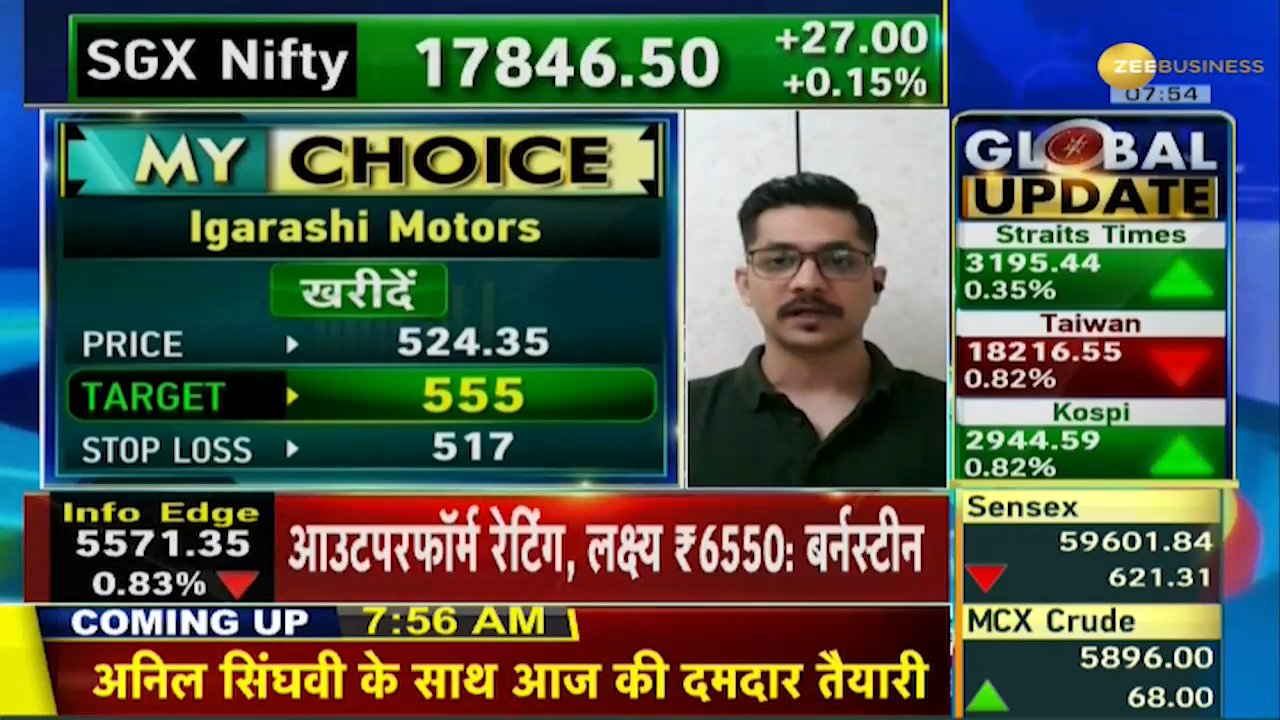 SGX Nifty 17846.50 +27.00 +0.15%
ZEEBUSINESS
07:54
MY CHOICE
Igarashi Motors
खरीदें
PRICE 524.35
TARGET 555
STOP LOSS 517
GLOBAL
UPDATE
Straits Times
3195.44
0.35%
Taiwan
18216.55
0.82%
Kospi
2944.59
0.82%
Info Edge
5571.35
0.83%
आउटपरफॉर्म रेटिंग, लक्ष्य ₹6550: बर्नस्टीन
Sensex
59601.84
621.31
MCX Crude
5896.00
68.00
COMING UP 7:56 AM
अनिल सिंघवी के साथ आज की दमदार तैयारी